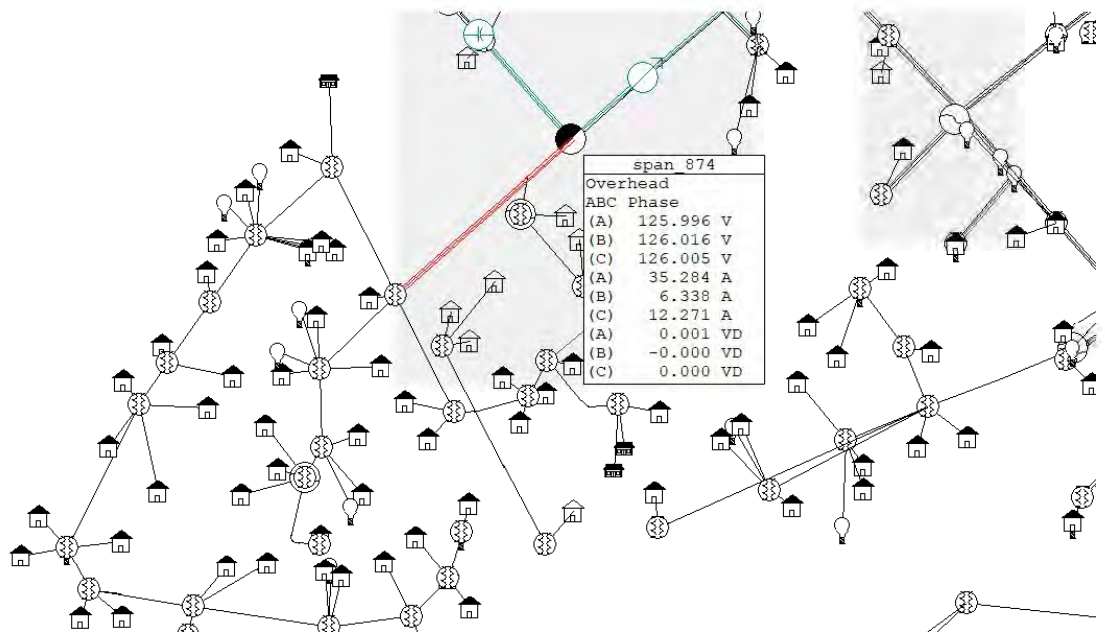 span_874
Overhead
ABC Phase
(A) 125.996 V
(B) 126.016 V
(C) 126.005 V
(A) 35.284 A
(B) 6.338 A
(C) 12.271 A
(A) 0.001 VD
(B) -0.000 VD
(C) 0.000 VD